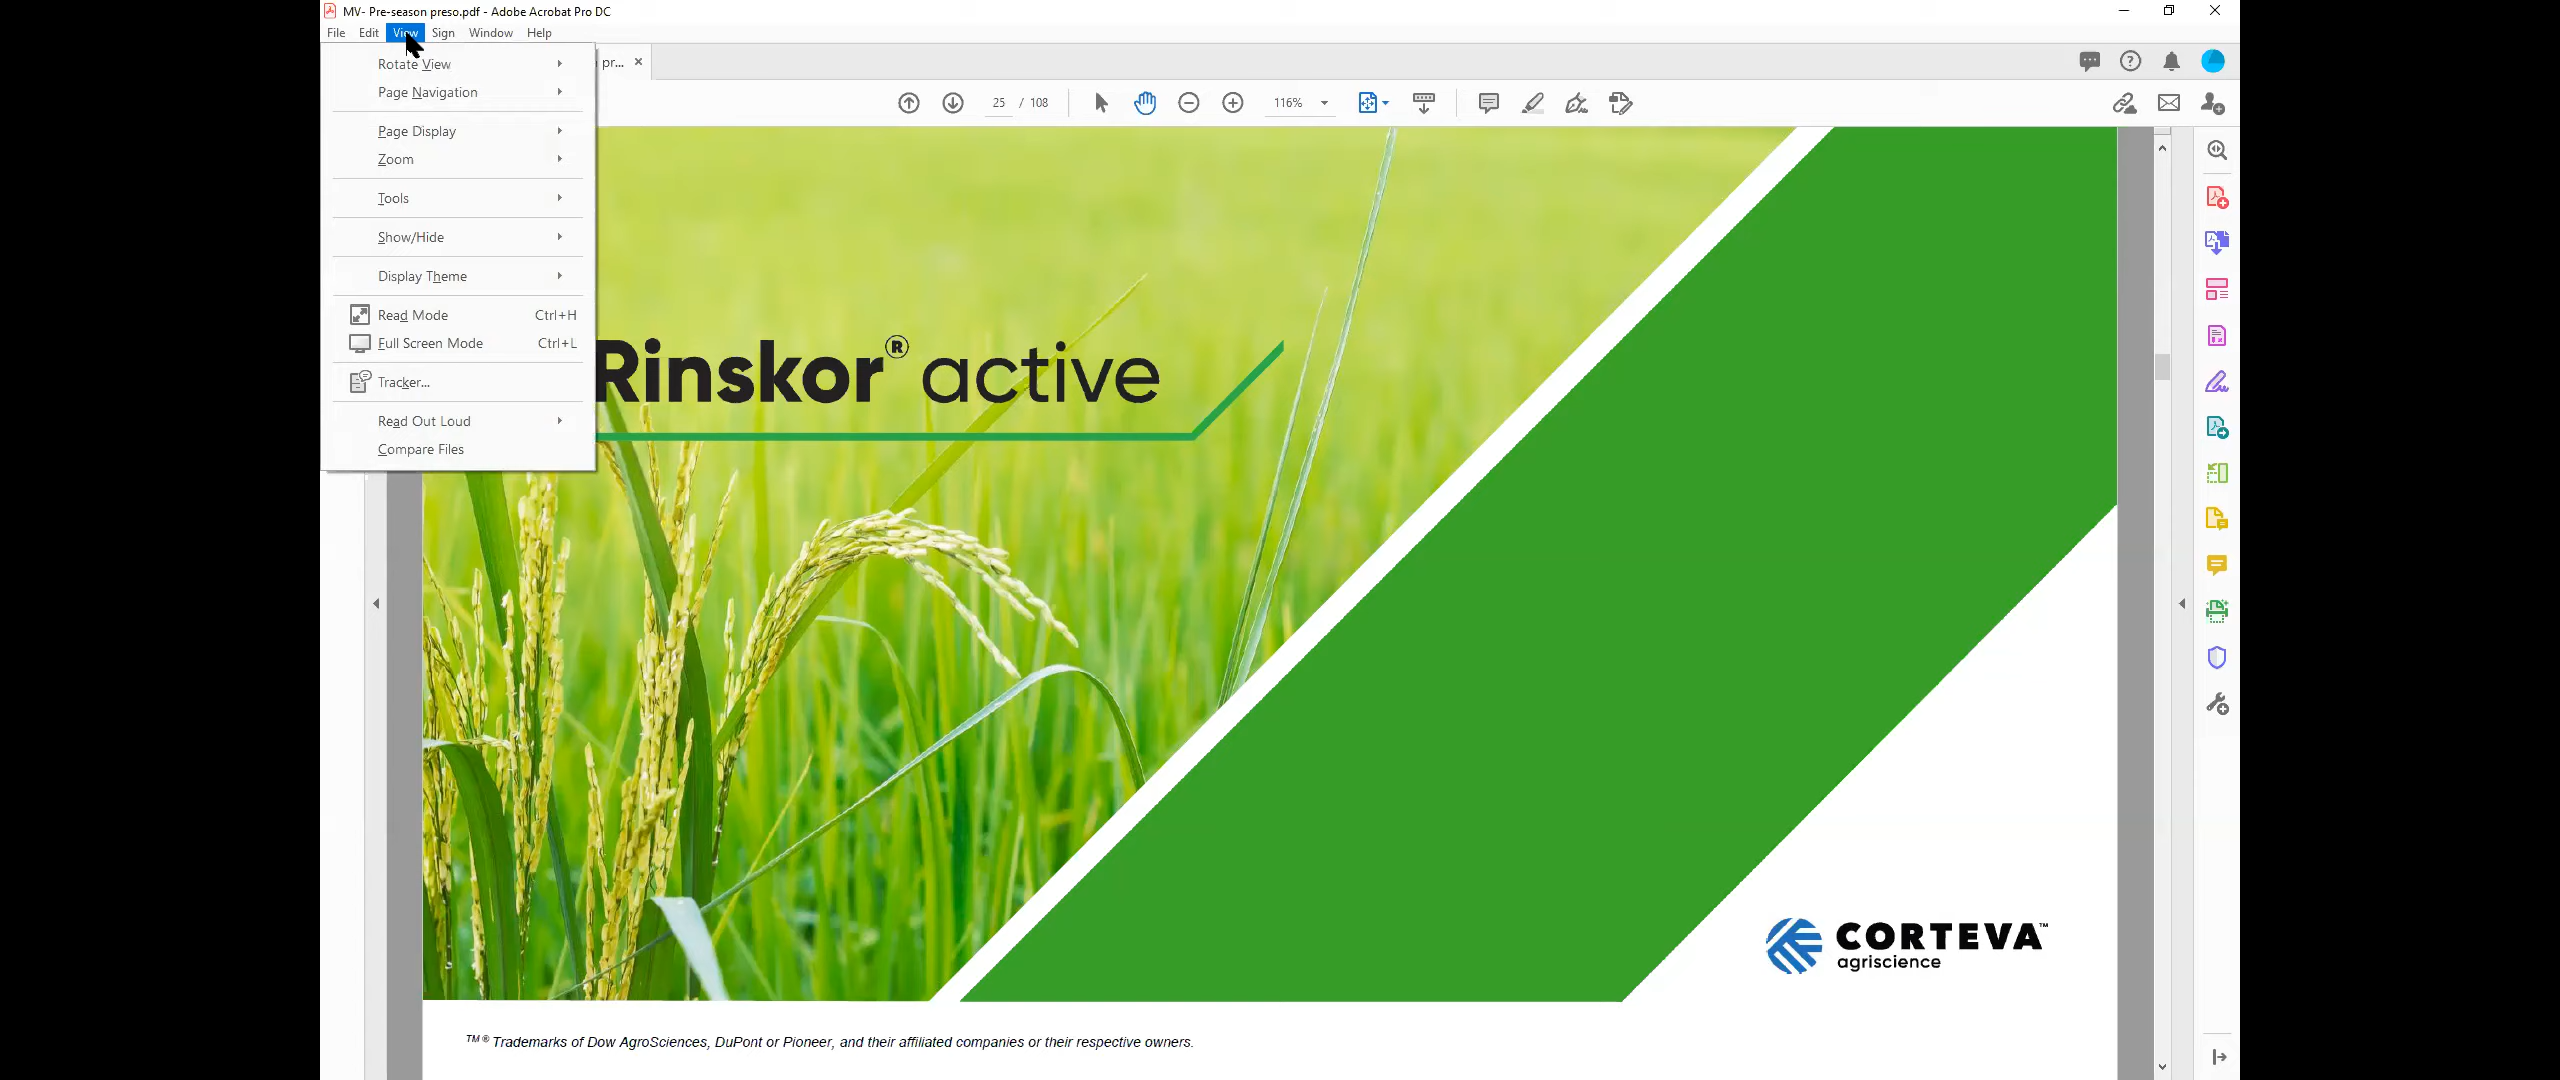 MV- Pre-season preso.pdf - Adobe Acrobat Pro DC
File Edit View Sign Window Help
pr...
25 / 108
116%
Rotate View
Page Navigation
Page Display
Zoom
Tools
Show/Hide
Display Theme
Read Mode Ctrl+H
Full Screen Mode Ctrl+L
Tracker...
Read Out Loud
Compare Files
Rinskor® active
CORTEVA™
agriscience
™® Trademarks of Dow AgroSciences, DuPont or Pioneer, and their affiliated companies or their respective owners.